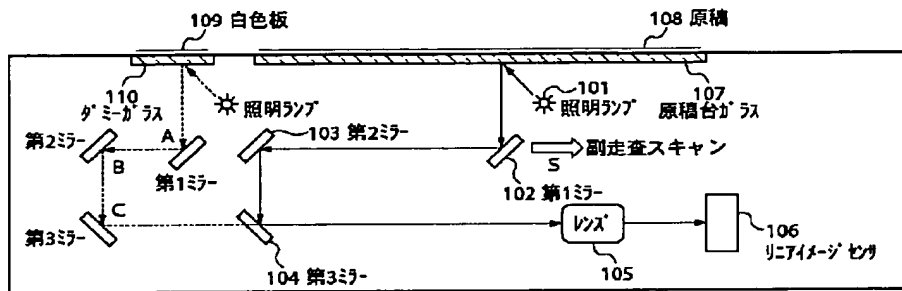 109 白色板
108 原稿
110
ダミーガラス
照明ランプ
101
照明ランプ
107
原稿台ガラス
第2ミラー
A
B
第1ミラー
103 第2ミラー
S
副走査スキャン
102 第1ミラー
C
第3ミラー
104 第3ミラー
レンズ
105
106
リニアイメージセンサ